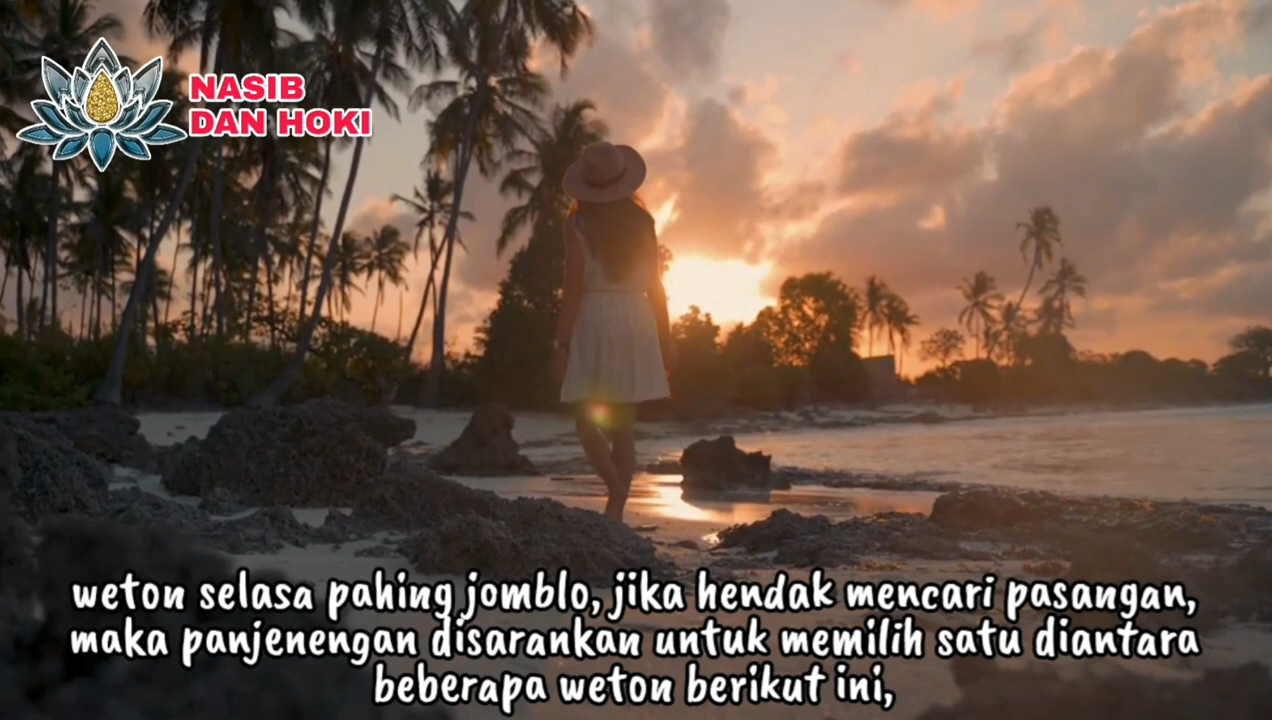 NASIB
DAN HOKI
weton selasa pahing jomblo, jika hendak mencari pasangan,
maka panjenengan disarankan untuk memilih satu diantara
beberapa weton berikut ini,